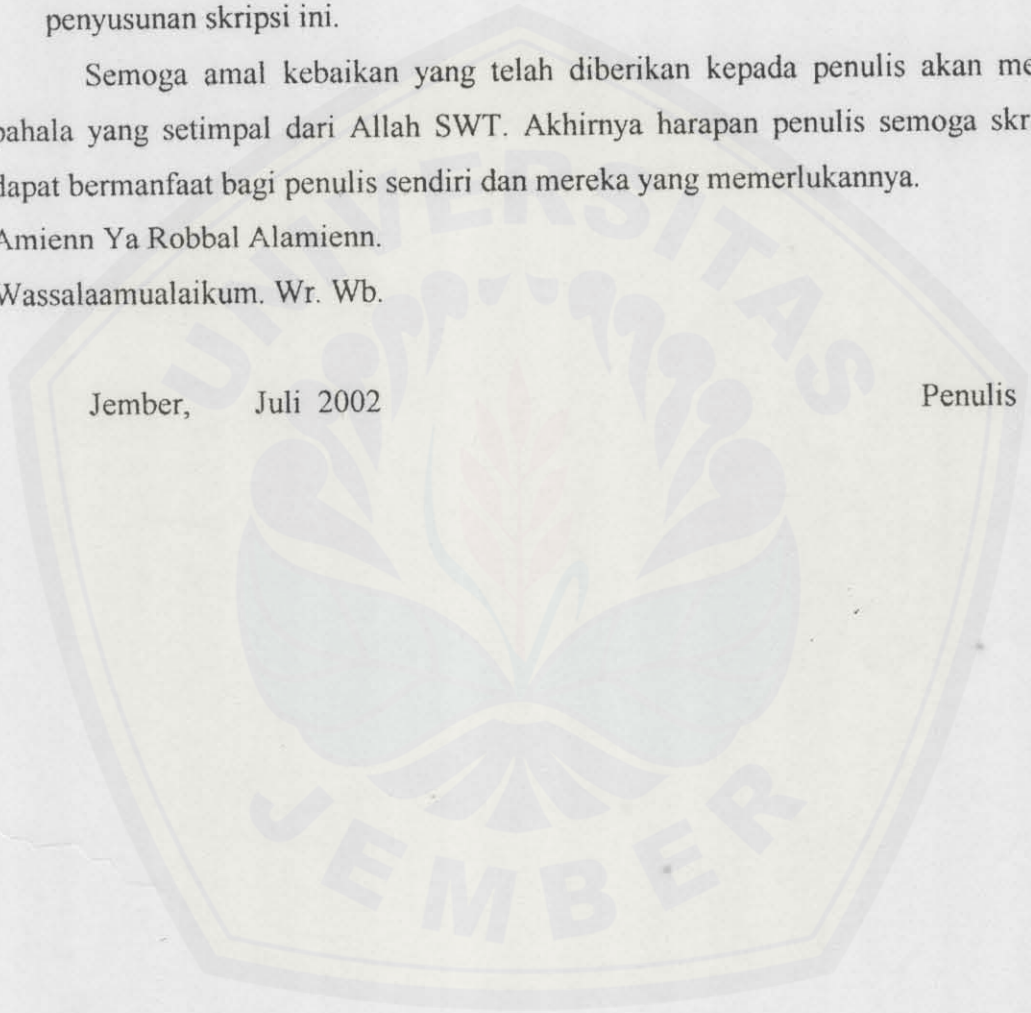 penyusunan skripsi ini.
Semoga amal kebaikan yang telah diberikan kepada penulis akan me
pahala yang setimpal dari Allah SWT. Akhirnya harapan penulis semoga skr
dapat bermanfaat bagi penulis sendiri dan mereka yang memerlukannya.
Amienn Ya Robbal Alamienn.
Wassalaamualaikum. Wr. Wb.
Jember, Juli 2002 Penulis
UNIVERSITAS
JEMBER